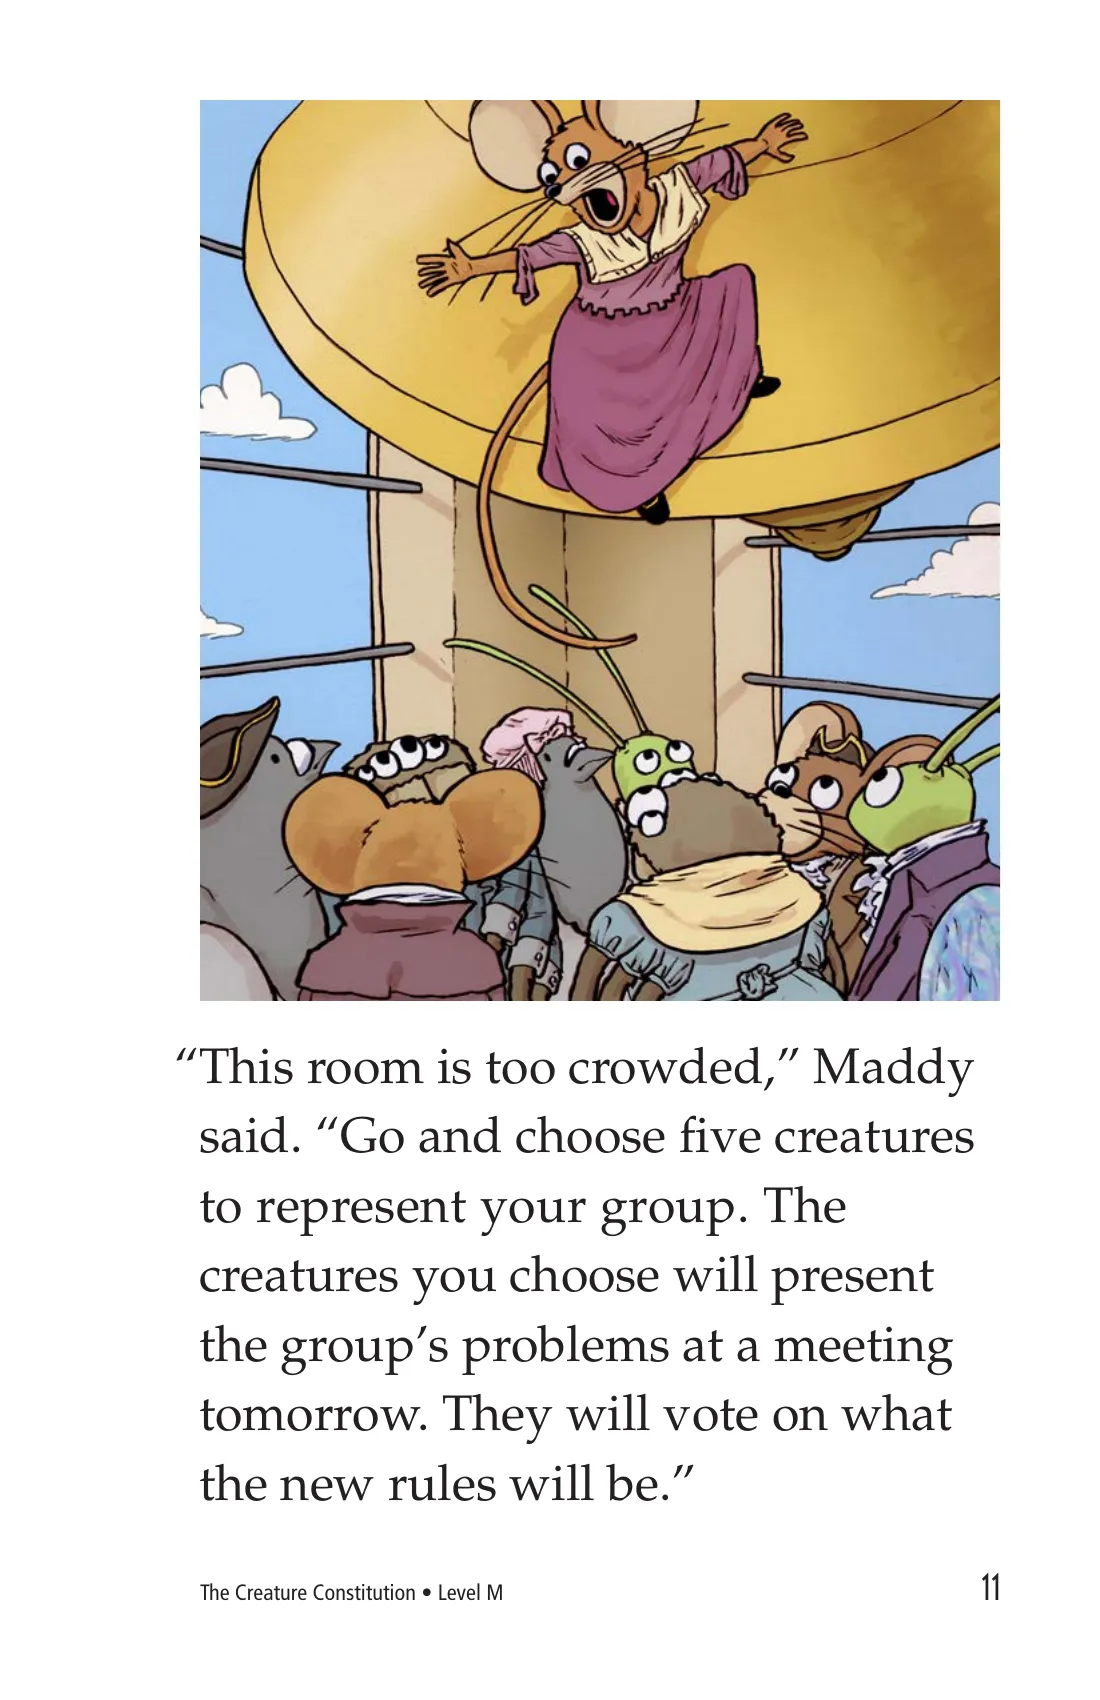 “This room is too crowded,” Maddy
said. “Go and choose five creatures
to represent your group. The
creatures you choose will present
the group’s problems at a meeting
tomorrow. They will vote on what
the new rules will be.”
The Creature Constitution • Level M
11